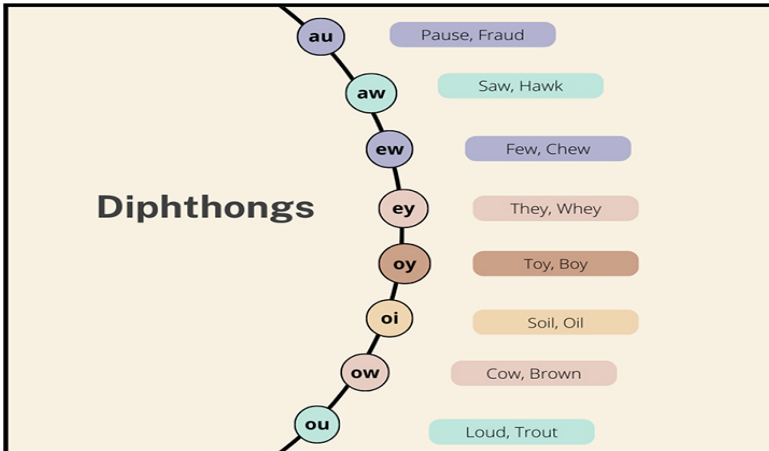 Diphthongs
au
Pause, Fraud
aw
Saw, Hawk
ew
Few, Chew
ey
They, Whey
oy
Toy, Boy
oi
Soil, Oil
ow
Cow, Brown
ou
Loud, Trout